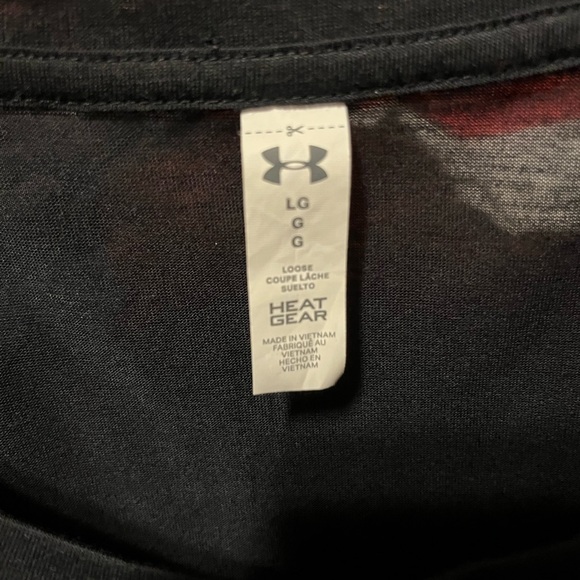 LG
G
G
LOOSE
COUPE LÂCHE
SUELTO
HEAT
GEAR
MADE IN VIETNAM
FABRIQUÉ AU
VIETNAM
HECHO EN
VIETNAM